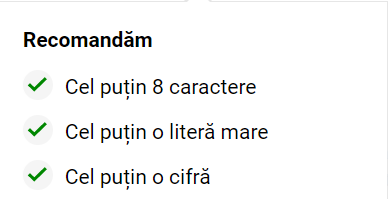 Recomandăm
Cel puțin 8 caractere
Cel puțin o literă mare
Cel puțin o cifră